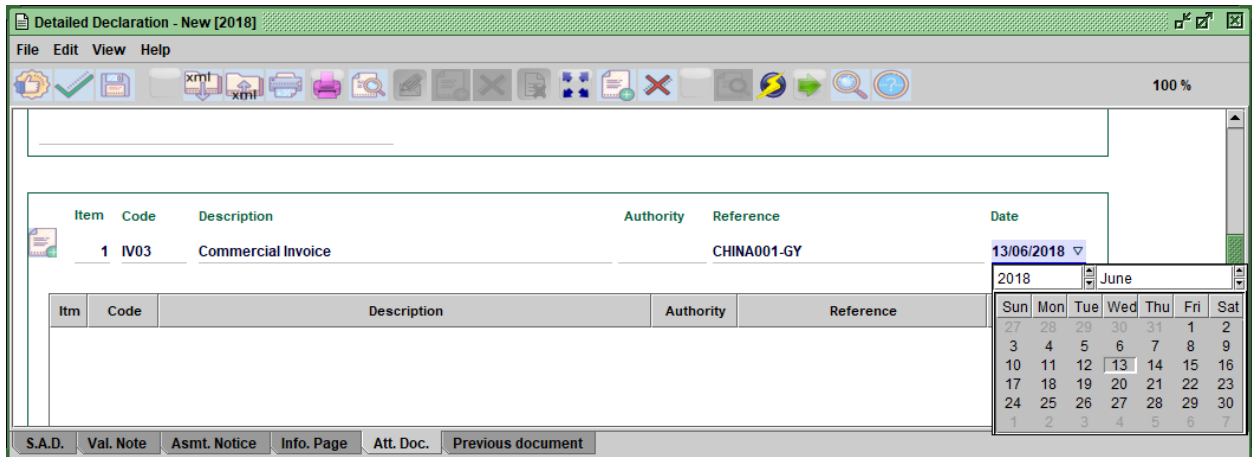 Detailed Declaration - New [2018]
File Edit View Help
xml xml 100 %
Item Code Description Authority Reference Date
1 IV03 Commercial Invoice CHINA001-GY 13/06/2018
2018 June
Itm Code Description Authority Reference
Sun Mon Tue Wed Thu Fri Sat
27 28 29 30 31 1 2
3 4 5 6 7 8 9
10 11 12 13 14 15 16
17 18 19 20 21 22 23
24 25 26 27 28 29 30
1 2 3 4 5 6 7
S.A.D. Val. Note Asmt. Notice Info. Page Att. Doc. Previous document